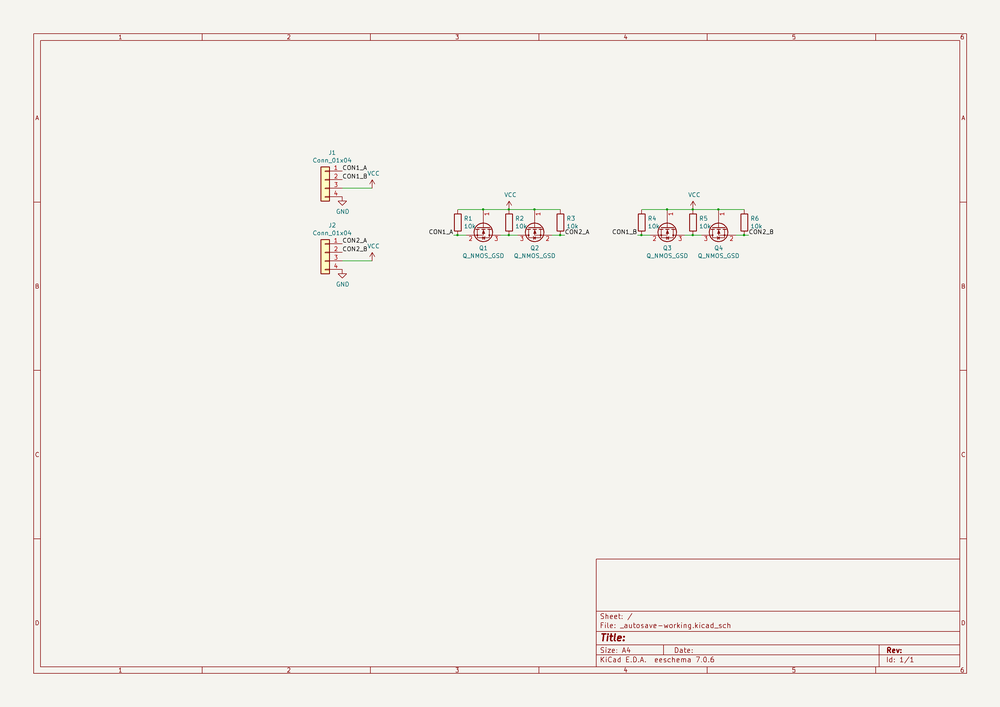 1 2 3 4 5 6
A A
J1
Conn_01x04
1 CON1_A
2 CON1_B
VCC
3
4
GND
B B
J2
Conn_01x04
1 CON2_A
2 CON2_B
VCC
3
4
GND
VCC
R1
10k
1
R2
10k
1
R3
10k
CON1_A
2 3
3 2
CON2_A
Q1
Q_NMOS_GSD
Q2
Q_NMOS_GSD
VCC
R4
10k
1
R5
10k
1
R6
10k
CON1_B
2 3
3 2
CON2_B
Q3
Q_NMOS_GSD
Q4
Q_NMOS_GSD
C C
D D
Sheet: /
File: _autosave-working.kicad_sch
Title:
Size: A4 Date: Rev:
KiCad E.D.A. eeschema 7.0.6 Id: 1/1
1 2 3 4 5 6